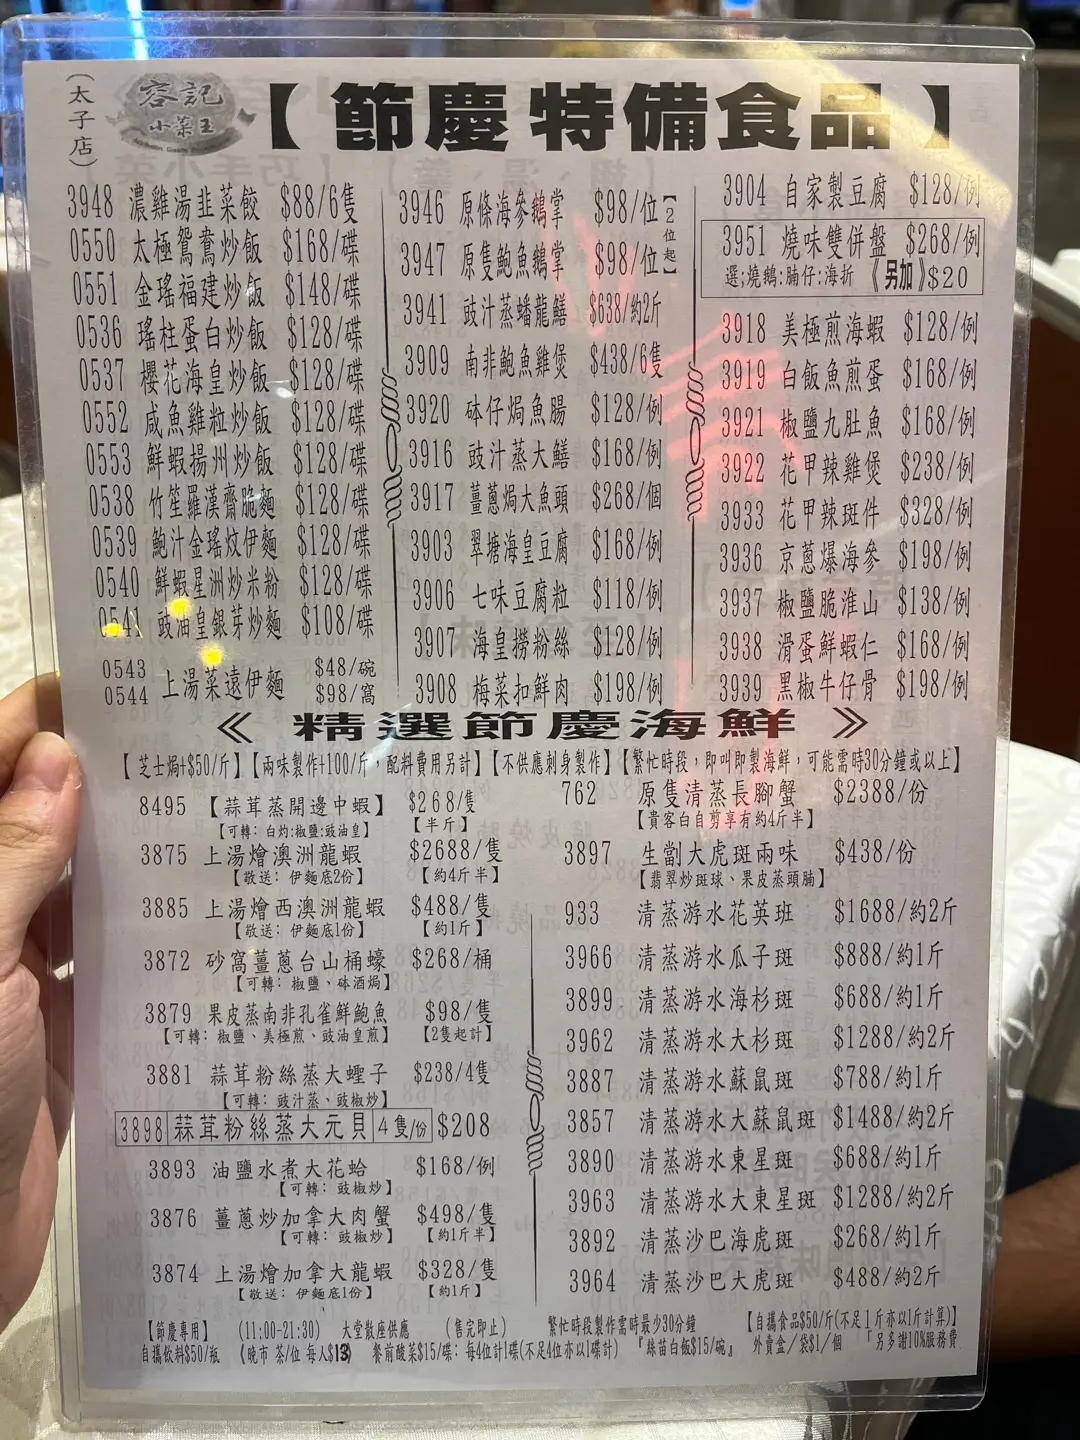 (太子店)
容記
小菜王
【節慶特備食品】
3948 濃雞湯韭菜餃 $88/6隻
0550 太極鴛鴦炒飯 $168/碟
0551 金瑤福建炒飯 $148/碟
0536 瑤柱蛋白炒飯 $128/碟
0537 櫻花海皇炒飯 $128/碟
0552 咸魚雞粒炒飯 $128/碟
0553 鮮蝦揚州炒飯 $128/碟
0538 竹笙羅漢齋脆麵 $128/碟
0539 鮑汁金瑤炆伊麵 $128/碟
0540 鮮蝦星洲炒米粉 $128/碟
0541 豉油皇銀芽炒麵 $108/碟
0543 上湯菜遠伊麵 $48/碗
0544 $98/窩
3946 原條海參鵝掌 $98/位【2位起】
3947 原隻鮑魚鵝掌 $98/位
3941 豉汁蒸蟠龍鱔 $638/約2斤
3909 南非鮑魚雞煲 $438/6隻
3920 砵仔焗魚腸 $128/例
3916 豉汁蒸大鱔 $168/例
3917 薑蔥焗大魚頭 $268/個
3903 翠塘海皇豆腐 $168/例
3906 七味豆腐粒 $118/例
3907 海皇撈粉絲 $128/例
3908 梅菜扣鮮肉 $198/例
3904 自家製豆腐 $128/例
3951 燒味雙併盤 $268/例
選;燒鵝:腩仔:海折《另加》$20
3918 美極煎海蝦 $128/例
3919 白飯魚煎蛋 $168/例
3921 椒鹽九肚魚 $168/例
3922 花甲辣雞煲 $238/例
3933 花甲辣斑件 $328/例
3936 京蔥爆海參 $198/例
3937 椒鹽脆淮山 $138/例
3938 滑蛋鮮蝦仁 $168/例
3939 黑椒牛仔骨 $198/例
《精選節慶海鮮》
【芝士焗+$50/斤】【兩味製作+100/斤，配料費用另計】【不供應刺身製作】【繁忙時段，即叫即製海鮮，可能需時30分鐘或以上】
8495 【蒜茸蒸開邊中蝦】 $268/隻
【可轉：白灼:椒鹽:豉油皇】 【半斤】
3875 上湯燴澳洲龍蝦 $2688/隻
【敬送：伊麵底2份】 【約4斤半】
3885 上湯燴西澳洲龍蝦 $488/隻
【敬送：伊麵底1份】 【約1斤】
3872 砂窩薑蔥台山桶蠔 $268/桶
【可轉：椒鹽、砵酒焗】
3879 果皮蒸南非孔雀鮮鮑魚 $98/隻
【可轉：椒鹽、美極煎、豉油皇煎】 【2隻起計】
3881 蒜茸粉絲蒸大蟶子 $238/4隻
【可轉：豉汁蒸、豉椒炒】
3898 蒜茸粉絲蒸大元貝 4隻/份 $208
3893 油鹽水煮大花蛤 $168/例
【可轉：豉椒炒】
3876 薑蔥炒加拿大肉蟹 $498/隻
【可轉：豉椒炒】 【約1斤半】
3874 上湯燴加拿大龍蝦 $328/隻
【敬送：伊麵底1份】 【約1斤】
762 原隻清蒸長腳蟹 $2388/份
【貴客自自剪享有約4斤半】
3897 生劏大虎斑兩味 $438/份
【翡翠炒斑球、果皮蒸頭腩】
933 清蒸游水花英斑 $1688/約2斤
3966 清蒸游水瓜子斑 $888/約1斤
3899 清蒸游水海杉斑 $688/約1斤
3962 清蒸游水大杉斑 $1288/約2斤
3887 清蒸游水蘇鼠斑 $788/約1斤
3857 清蒸游水大蘇鼠斑 $1488/約2斤
3890 清蒸游水東星斑 $688/約1斤
3963 清蒸游水大東星斑 $1288/約2斤
3892 清蒸沙巴海虎斑 $268/約1斤
3964 清蒸沙巴大虎斑 $488/約2斤
【節慶專用】 (11:00-21:30) 大堂散座供應 (售完即止) 繁忙時段製作需時最少30分鐘 【自攜食品$50/斤(不足1斤亦以1斤計算)】
自攜飲料$50/瓶 《晚市 茶/位 每人$13》 餐前酸菜$15/碟：每4位計1碟(不足4位亦以1碟計) 『絲苗白飯$15/碗』 外賣盒／袋$1／個 「另多謝10%服務費